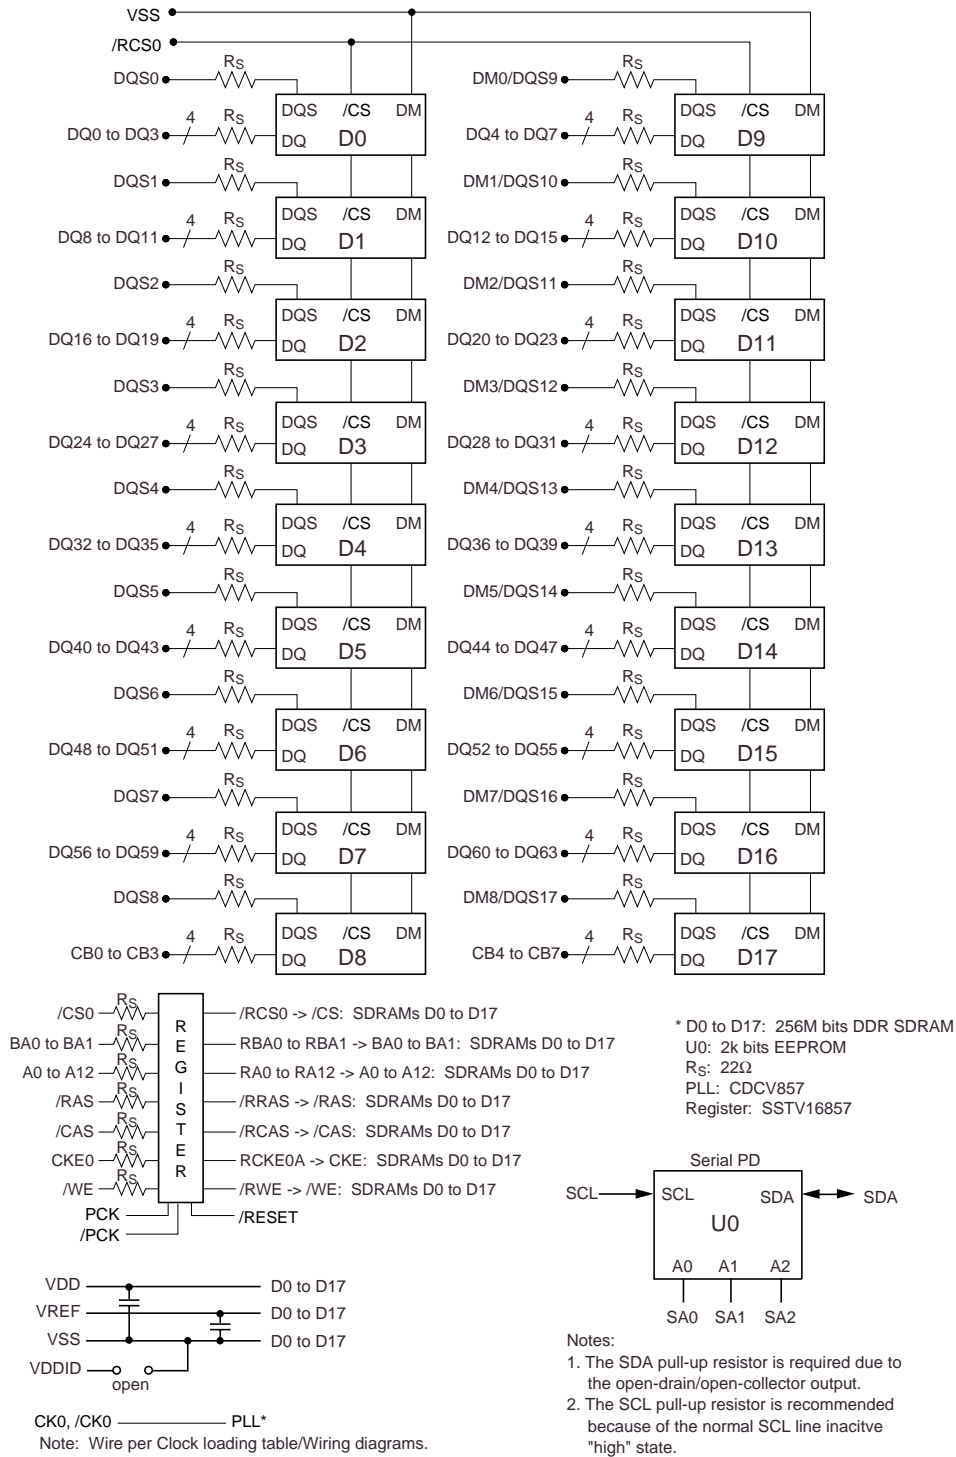 VSS
/RCS0
DQS0 RS DM0/DQS9 RS
DQS /CS DM DQS /CS DM
DQ0 to DQ3 4 RS DQ D0 DQ4 to DQ7 4 RS DQ D9
DQS1 RS DM1/DQS10 RS
DQS /CS DM DQS /CS DM
DQ8 to DQ11 4 RS DQ D1 DQ12 to DQ15 4 RS DQ D10
DQS2 RS DM2/DQS11 RS
DQS /CS DM DQS /CS DM
DQ16 to DQ19 4 RS DQ D2 DQ20 to DQ23 4 RS DQ D11
DQS3 RS DM3/DQS12 RS
DQS /CS DM DQS /CS DM
DQ24 to DQ27 4 RS DQ D3 DQ28 to DQ31 4 RS DQ D12
DQS4 RS DM4/DQS13 RS
DQS /CS DM DQS /CS DM
DQ32 to DQ35 4 RS DQ D4 DQ36 to DQ39 4 RS DQ D13
DQS5 RS DM5/DQS14 RS
DQS /CS DM DQS /CS DM
DQ40 to DQ43 4 RS DQ D5 DQ44 to DQ47 4 RS DQ D14
DQS6 RS DM6/DQS15 RS
DQS /CS DM DQS /CS DM
DQ48 to DQ51 4 RS DQ D6 DQ52 to DQ55 4 RS DQ D15
DQS7 RS DM7/DQS16 RS
DQS /CS DM DQS /CS DM
DQ56 to DQ59 4 RS DQ D7 DQ60 to DQ63 4 RS DQ D16
DQS8 RS DM8/DQS17 RS
DQS /CS DM DQS /CS DM
CB0 to CB3 4 RS DQ D8 CB4 to CB7 4 RS DQ D17
/CS0 RS /RCS0 -> /CS: SDRAMs D0 to D17
BA0 to BA1 RS RBA0 to RBA1 -> BA0 to BA1: SDRAMs D0 to D17
A0 to A12 RS RA0 to RA12 -> A0 to A12: SDRAMs D0 to D17
/RAS RS /RRAS -> /RAS: SDRAMs D0 to D17
/CAS RS /RCAS -> /CAS: SDRAMs D0 to D17
CKE0 RS RCKE0A -> CKE: SDRAMs D0 to D17
/WE RS /RWE -> /WE: SDRAMs D0 to D17
REGISTER
PCK /RESET
/PCK
* D0 to D17: 256M bits DDR SDRAM
U0: 2k bits EEPROM
RS: 22Ω
PLL: CDCV857
Register: SSTV16857
Serial PD
SCL SCL SDA SDA
U0
A0 A1 A2
SA0 SA1 SA2
VDD D0 to D17
VREF D0 to D17
VSS D0 to D17
VDDID
open
CK0, /CK0 PLL*
Note: Wire per Clock loading table/Wiring diagrams.
Notes:
1. The SDA pull-up resistor is required due to
the open-drain/open-collector output.
2. The SCL pull-up resistor is recommended
because of the normal SCL line inacitve
"high" state.